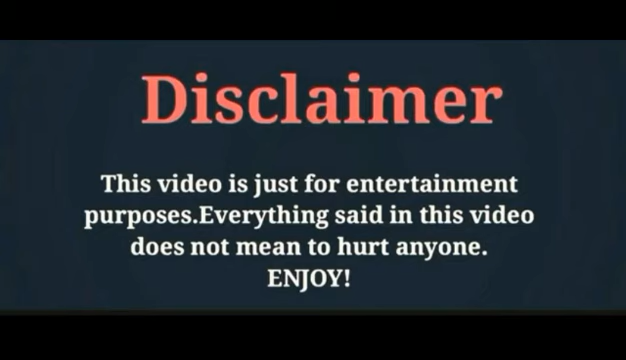 Disclaimer
This video is just for entertainment
purposes.Everything said in this video
does not mean to hurt anyone.
ENJOY!